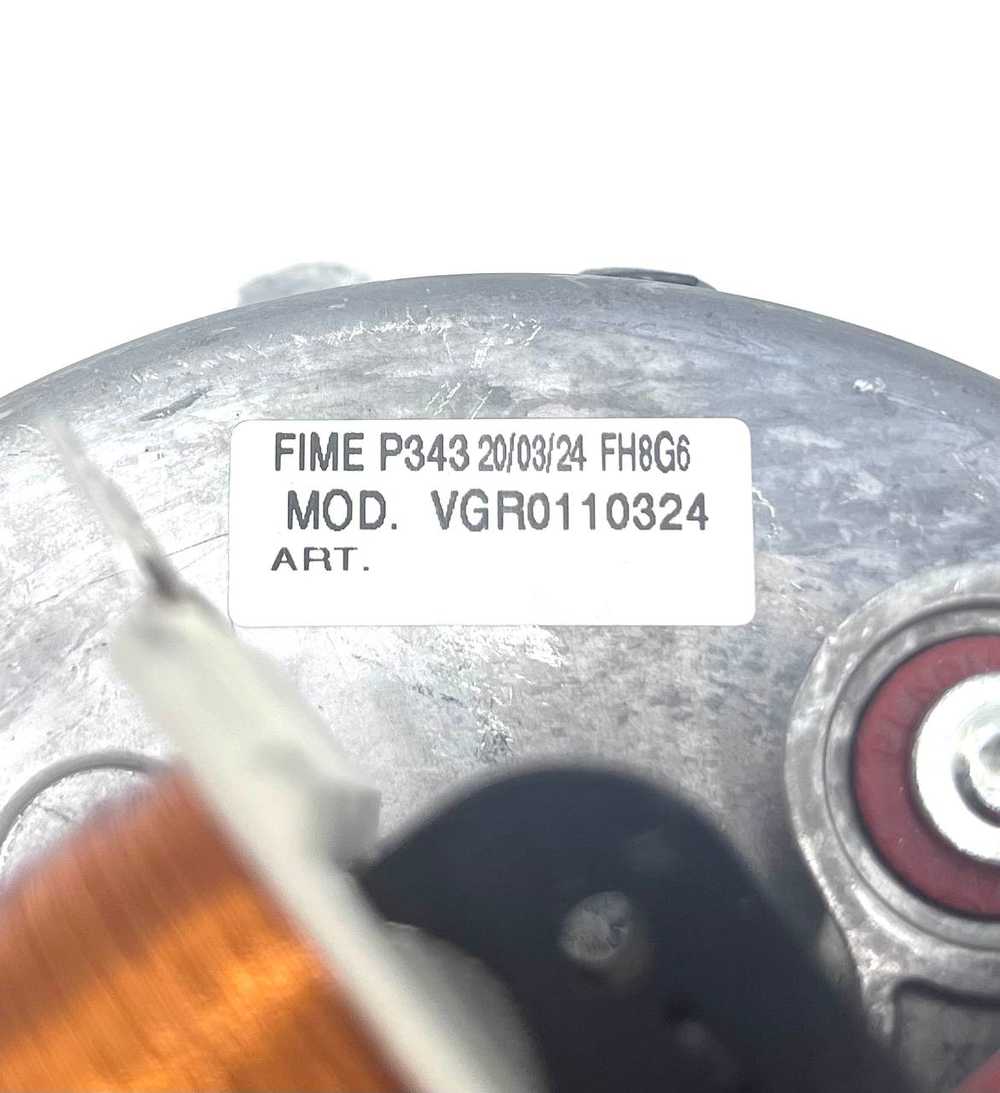 FIME P343 20/03/24 FH8G6
MOD. VGR0110324
ART.